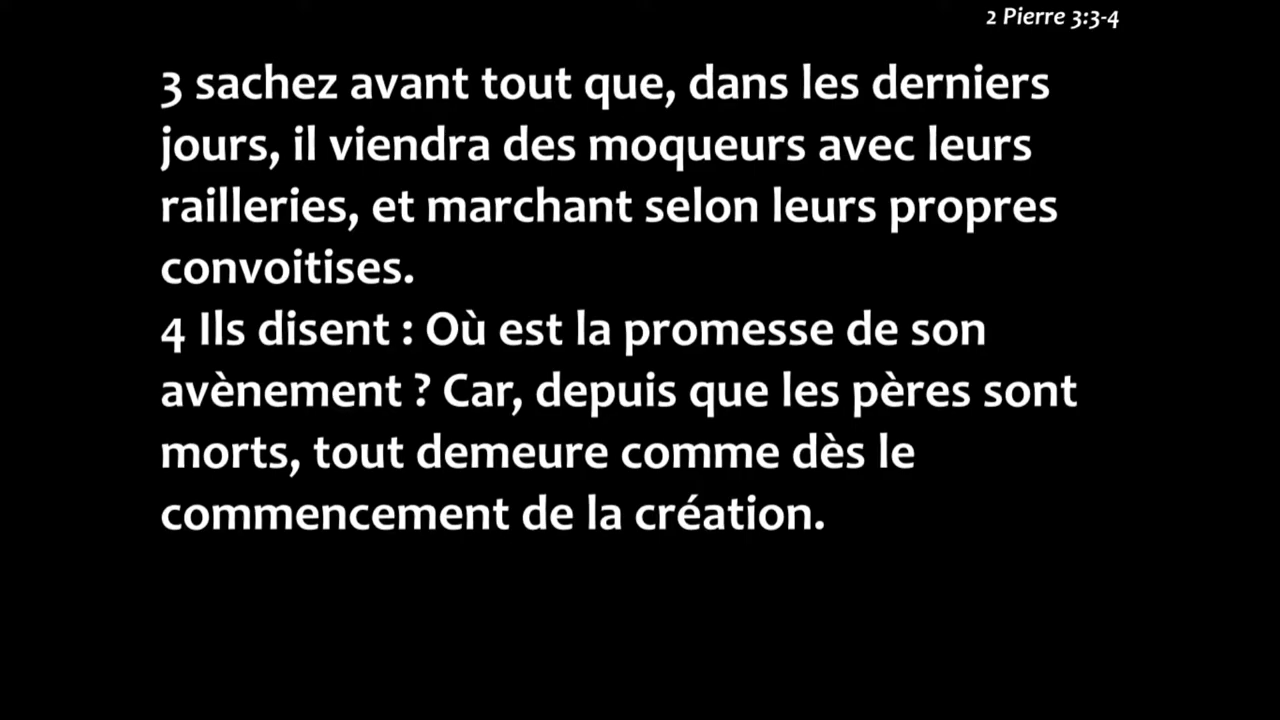 2 Pierre 3:3-4
3 sachez avant tout que, dans les derniers
jours, il viendra des moqueurs avec leurs
railleries, et marchant selon leurs propres
convoitises.
4 Ils disent : Où est la promesse de son
avènement ? Car, depuis que les pères sont
morts, tout demeure comme dès le
commencement de la création.